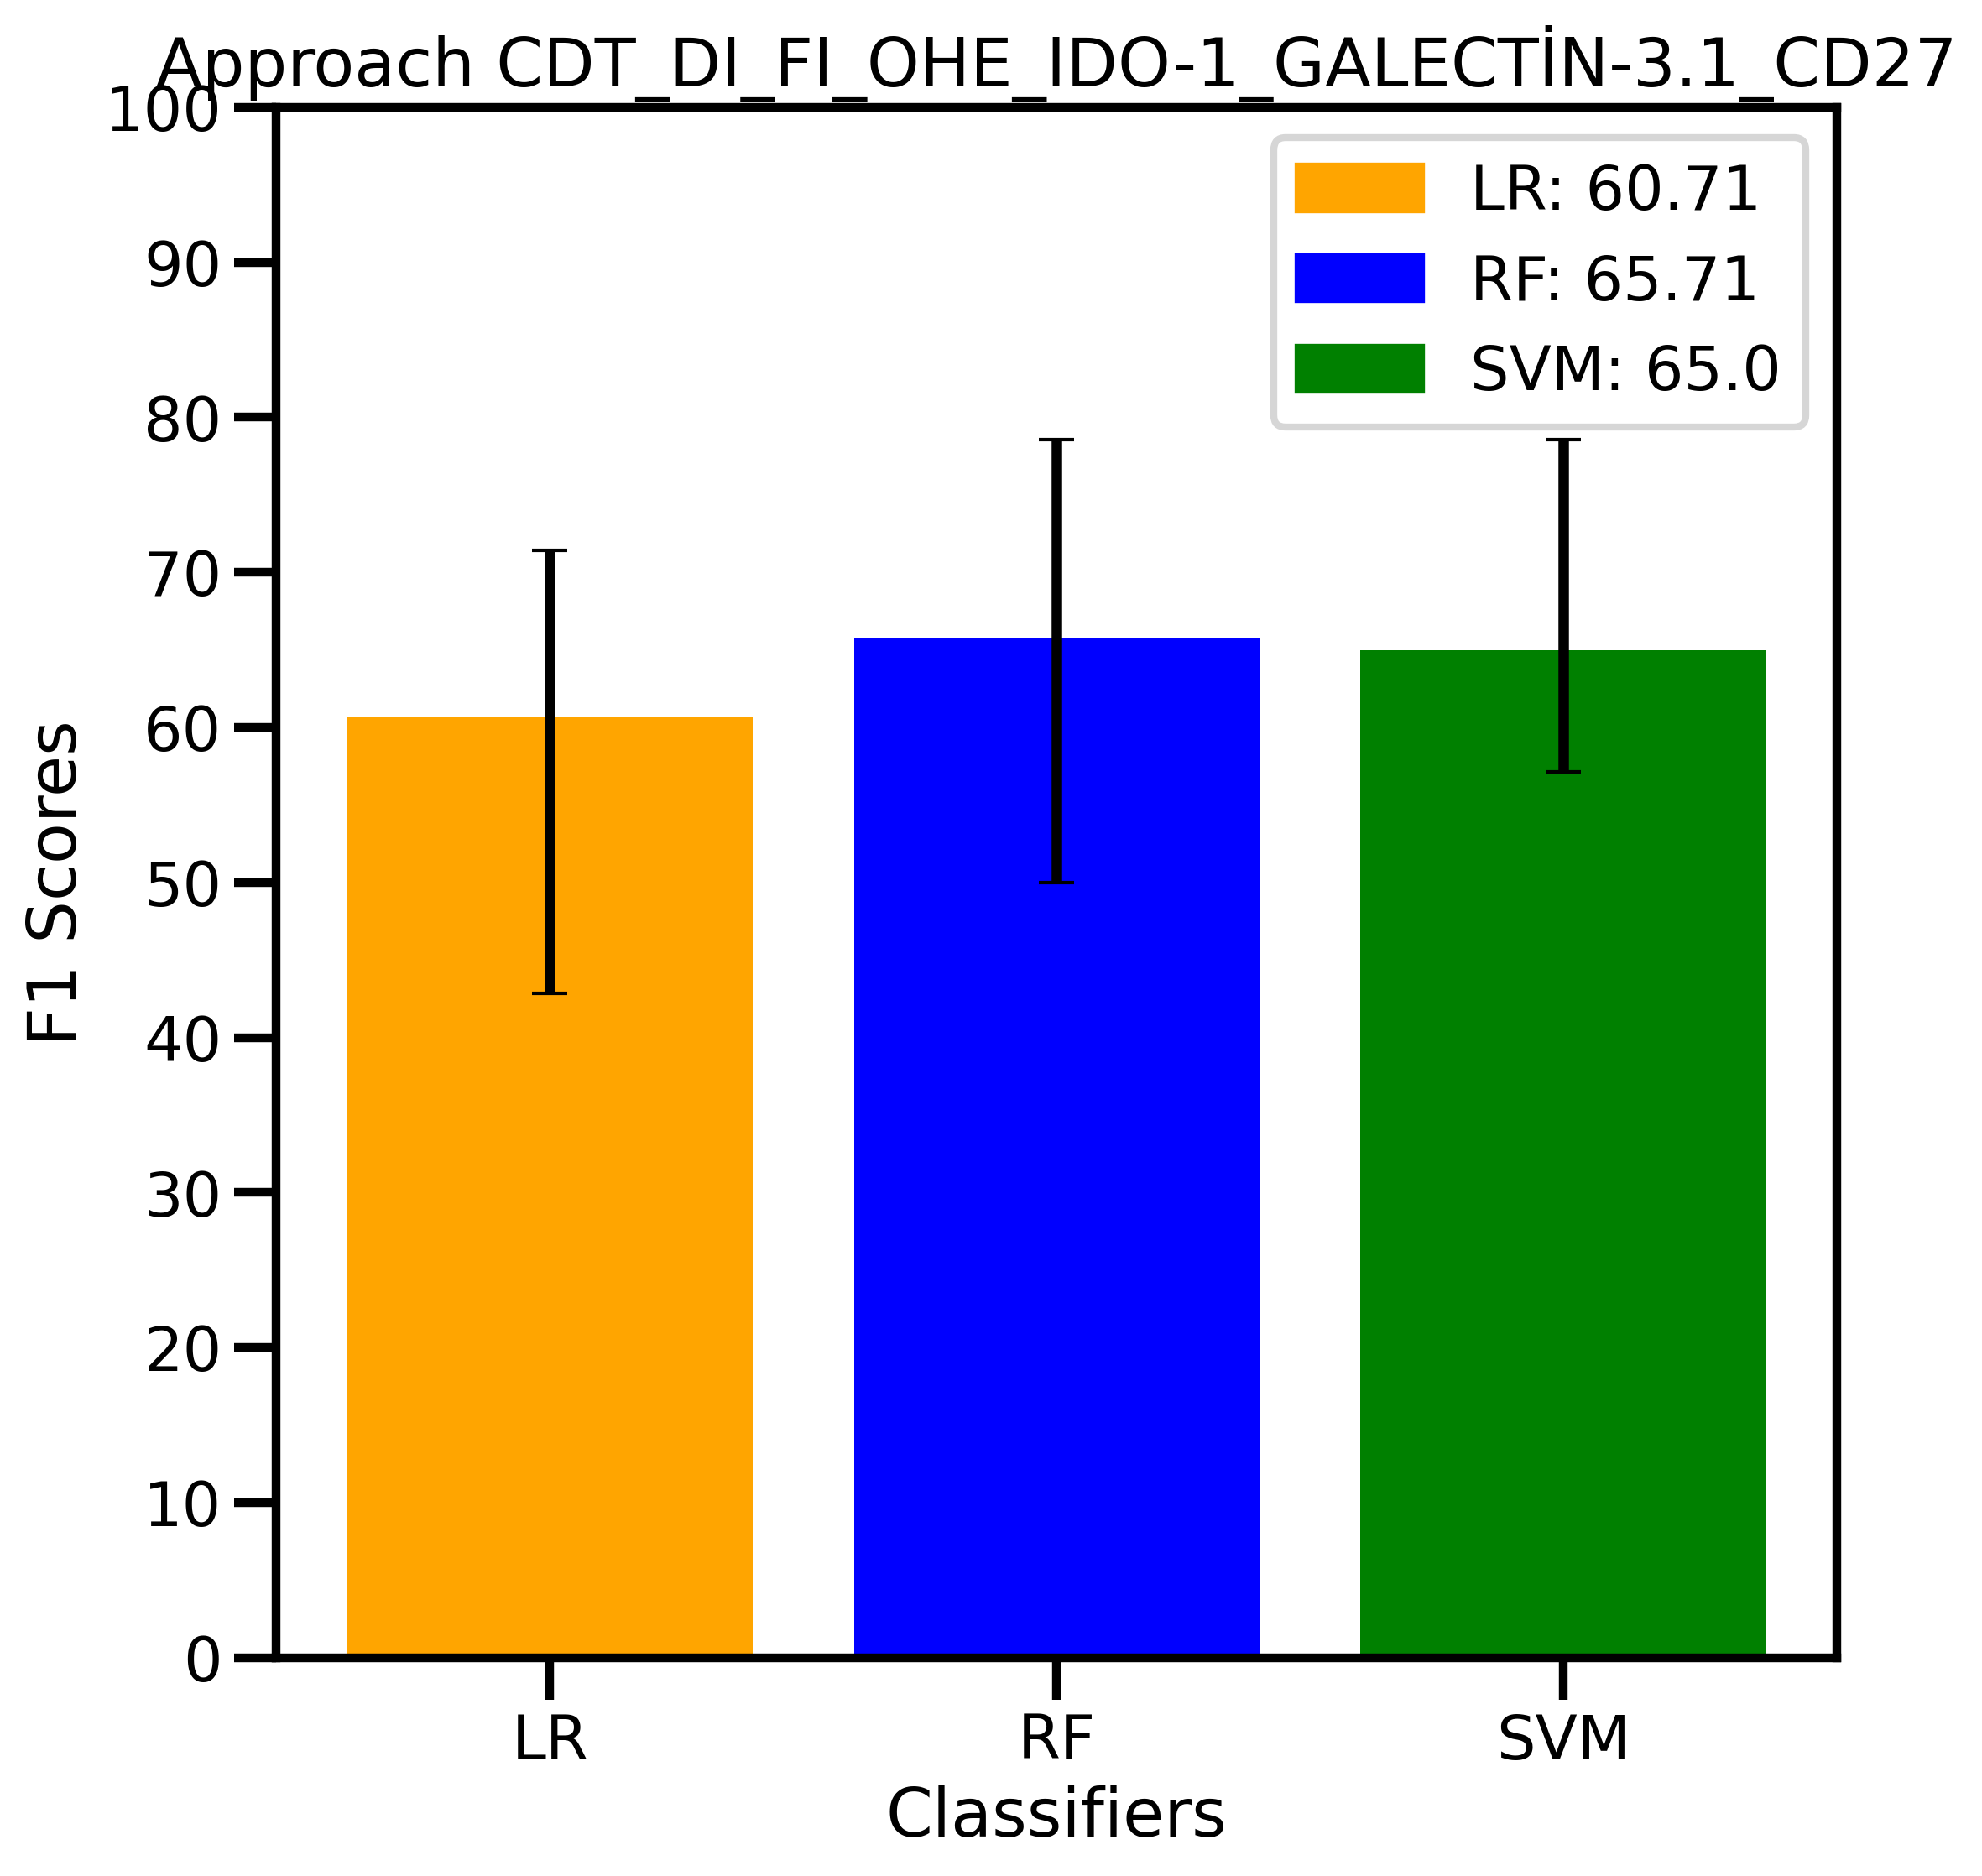 Approach CDT_DI_FI_OHE_IDO-1_GALECTİN-3.1_CD27
100
90
80
70
60
50
40
30
20
10
0
F1 Scores
LR: 60.71
RF: 65.71
SVM: 65.0
LR
RF
SVM
Classifiers